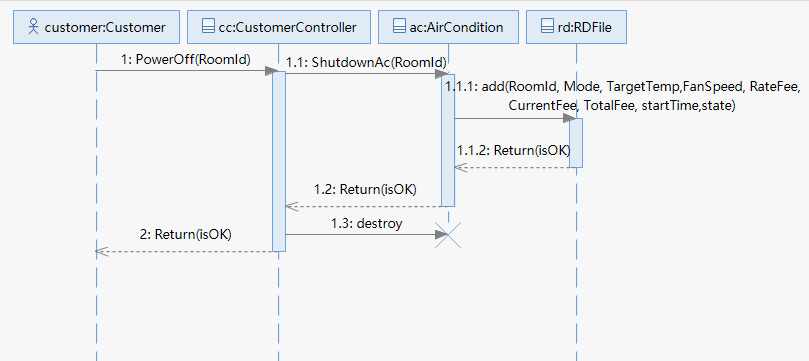 customer:Customer
cc:CustomerController
ac:AirCondition
rd:RDFile
1: PowerOff(RoomId)
1.1: ShutdownAc(RoomId)
1.1.1: add(RoomId, Mode, TargetTemp,FanSpeed, RateFee,
CurrentFee, TotalFee, startTime,state)
1.1.2: Return(isOK)
1.2: Return(isOK)
1.3: destroy
2: Return(isOK)